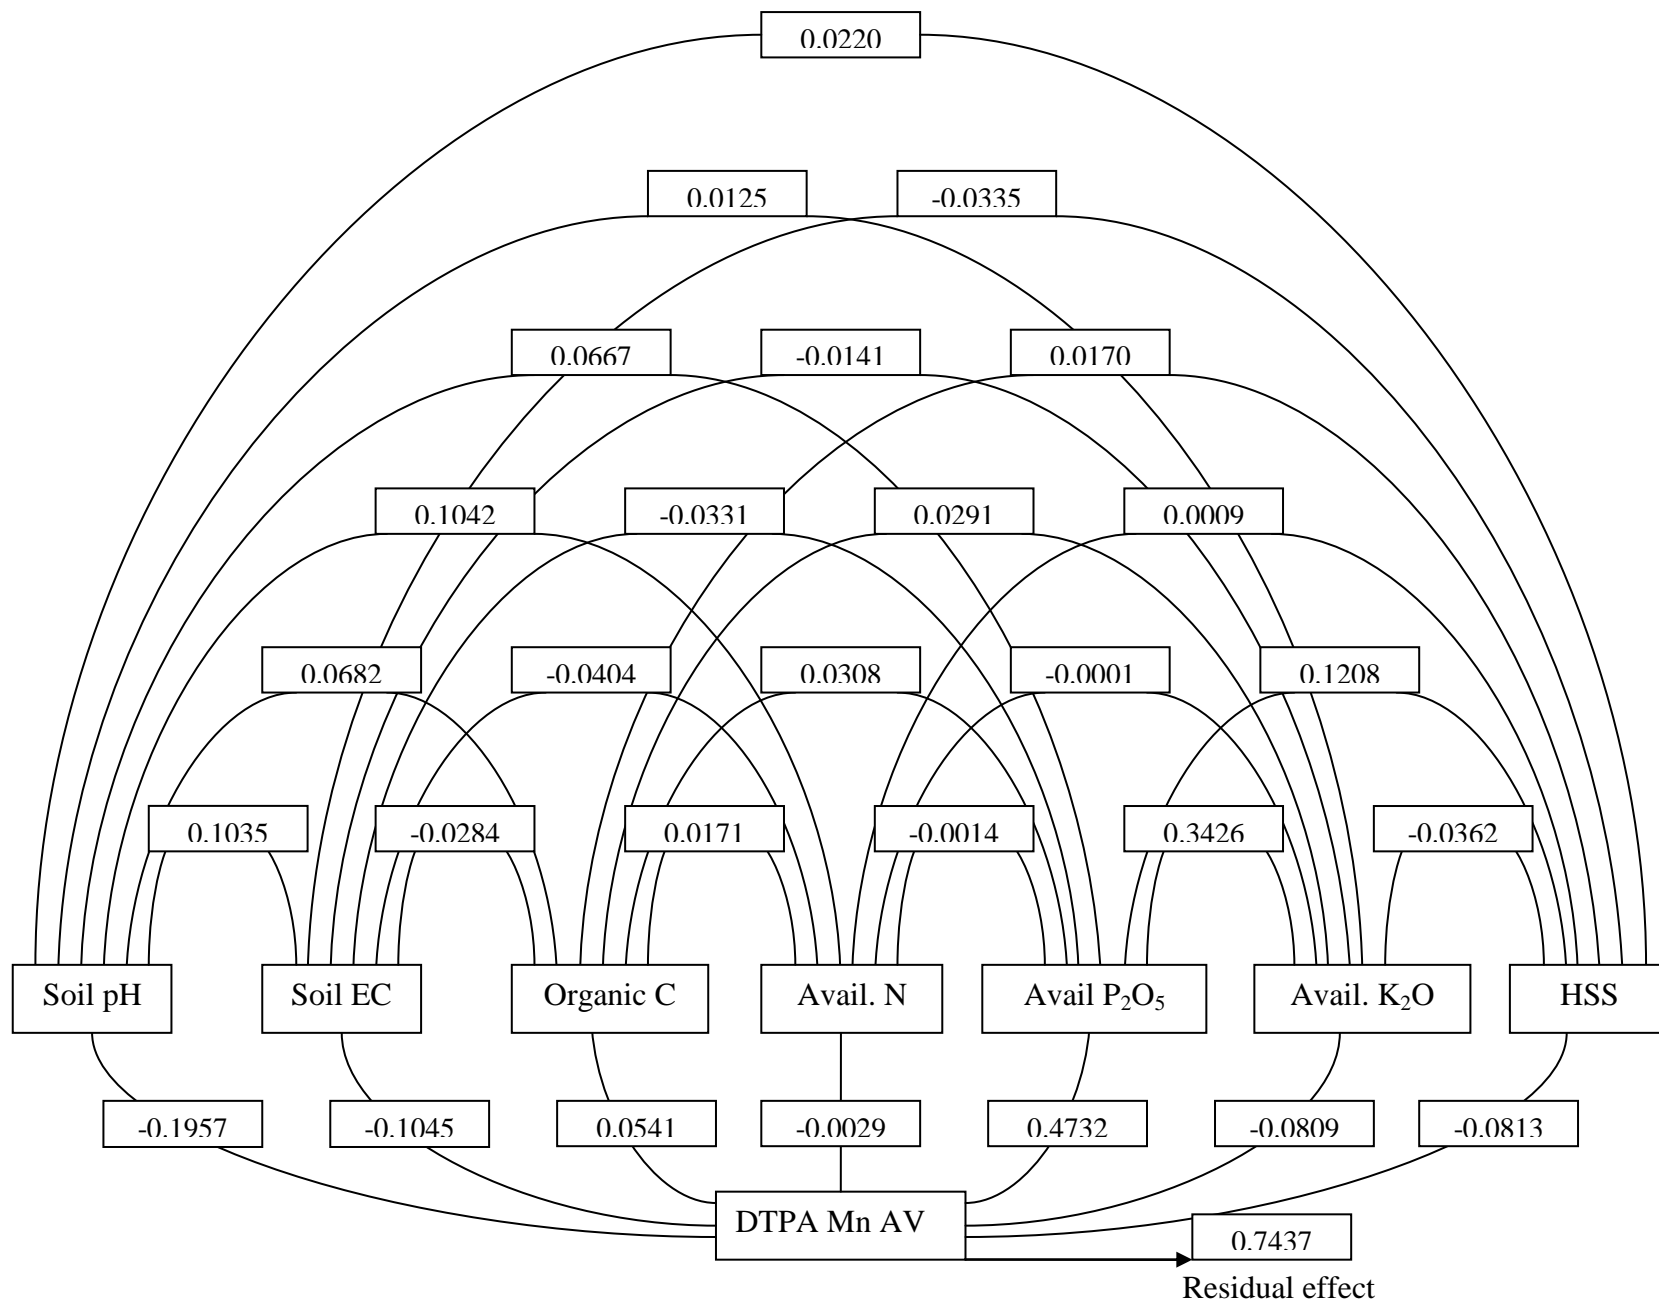 0.0220
0.0125 -0.0335
0.0667 -0.0141 0.0170
0.1042 -0.0331 0.0291 0.0009
0.0682 -0.0404 0.0308 -0.0001 0.1208
0.1035 -0.0284 0.0171 -0.0014 0.3426 -0.0362
Soil pH Soil EC Organic C Avail. N Avail P₂O₅ Avail. K₂O HSS
-0.1957 -0.1045 0.0541 -0.0029 0.4732 -0.0809 -0.0813
DTPA Mn AV
0.7437
Residual effect